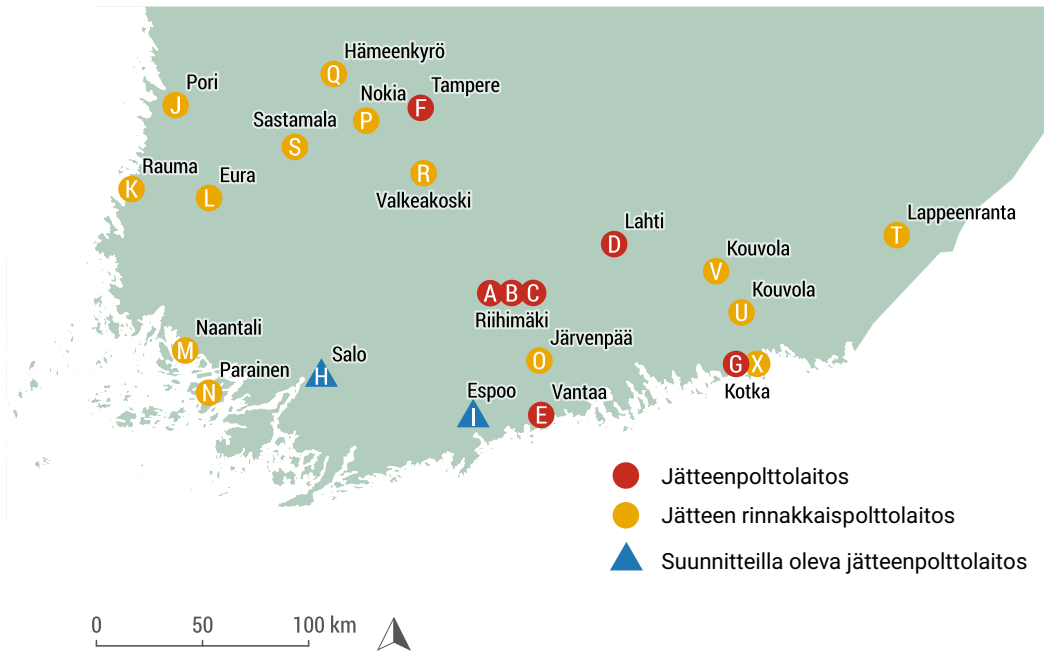 Hämeenkyrö
Q
Pori
J
Nokia
P
Tampere
F
Sastamala
S
Rauma
K
Eura
L
R
Valkeakoski
Lahti
D
Lappeenranta
T
Kouvola
V
Kouvola
U
A B C
Riihimäki
Naantali
M
Järvenpää
O
Salo
H
Parainen
N
G X
Kotka
Espoo
I
Vantaa
E
Jätteenpolttolaitos
Jätteen rinnakkaispolttolaitos
Suunnitteilla oleva jätteenpolttolaitos
0 50 100 km